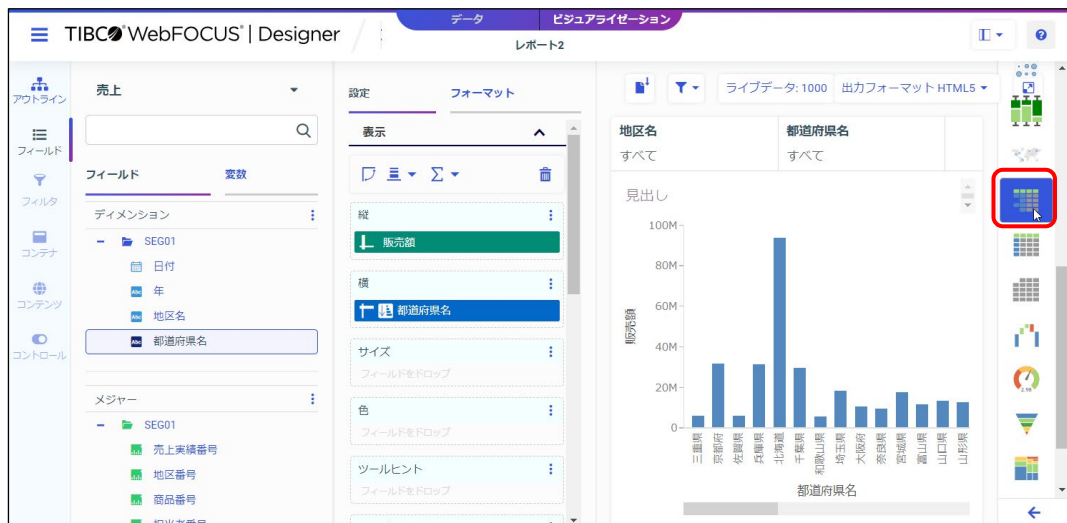 データ
ビジュアライゼーション
TIBCO WebFOCUS | Designer
レポート2
アウトライン
フィールド
フィルタ
コンテナ
コンテンツ
コントロール
売上
フィールド
変数
ディメンション
SEG01
日付
年
地区名
都道府県名
メジャー
SEG01
売上実績番号
地区番号
商品番号
設定
フォーマット
表示
縦
販売額
横
都道府県名
サイズ
フィールドをドロップ
色
フィールドをドロップ
ツールヒント
フィールドをドロップ
ライブデータ: 1000
出力フォーマット HTML5
地区名
すべて
都道府県名
すべて
見出し
100M
80M
60M
40M
20M
0
販売額
三重県
京都府
佐賀県
兵庫県
北海道
千葉県
和歌山県
埼玉県
大阪府
奈良県
宮城県
富山県
山口県
山形県
都道府県名